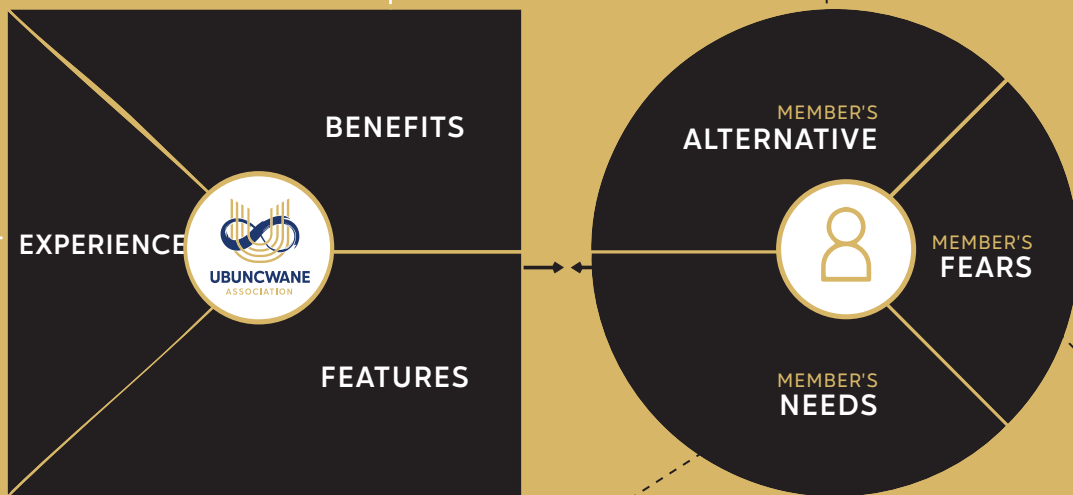 BENEFITS
EXPERIENCE
UBUNCWANE
ASSOCIATION
FEATURES
MEMBER'S
ALTERNATIVE
MEMBER'S
FEARS
MEMBER'S
NEEDS